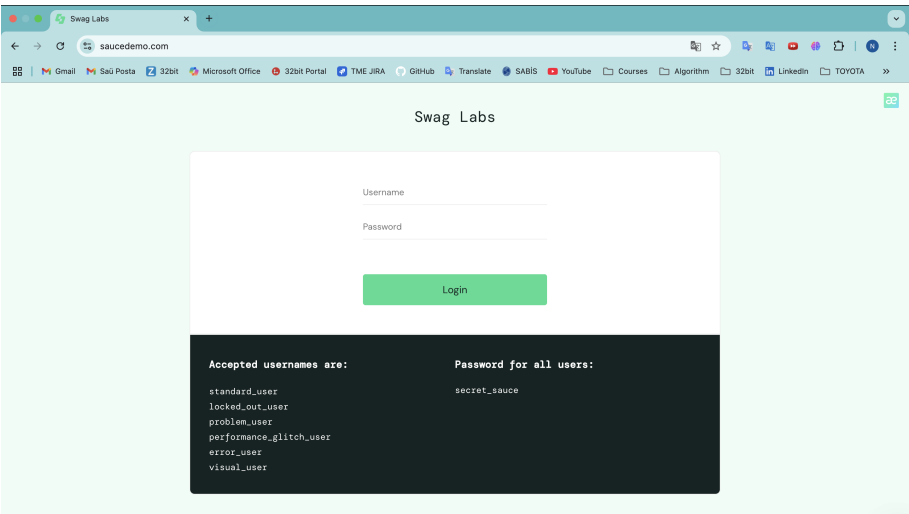 Swag Labs
saucedemo.com
N
Gmail Saü Posta Z 32bit Microsoft Office 32bit Portal TME JIRA GitHub Translate SABİS YouTube Courses Algorithm 32bit in LinkedIn TOYOTA »
æ
Swag Labs
Username
Password
Login
Accepted usernames are:
standard_user
locked_out_user
problem_user
performance_glitch_user
error_user
visual_user
Password for all users:
secret_sauce